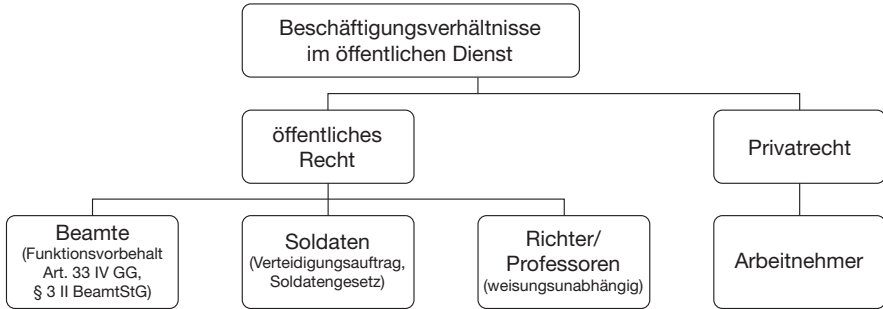 Beschäftigungsverhältnisse
im öffentlichen Dienst
öffentliches
Recht
Privatrecht
Beamte
(Funktionsvorbehalt
Art. 33 IV GG,
§ 3 II BeamtStG)
Soldaten
(Verteidigungsauftrag,
Soldatengesetz)
Richter/
Professoren
(weisungsunabhängig)
Arbeitnehmer